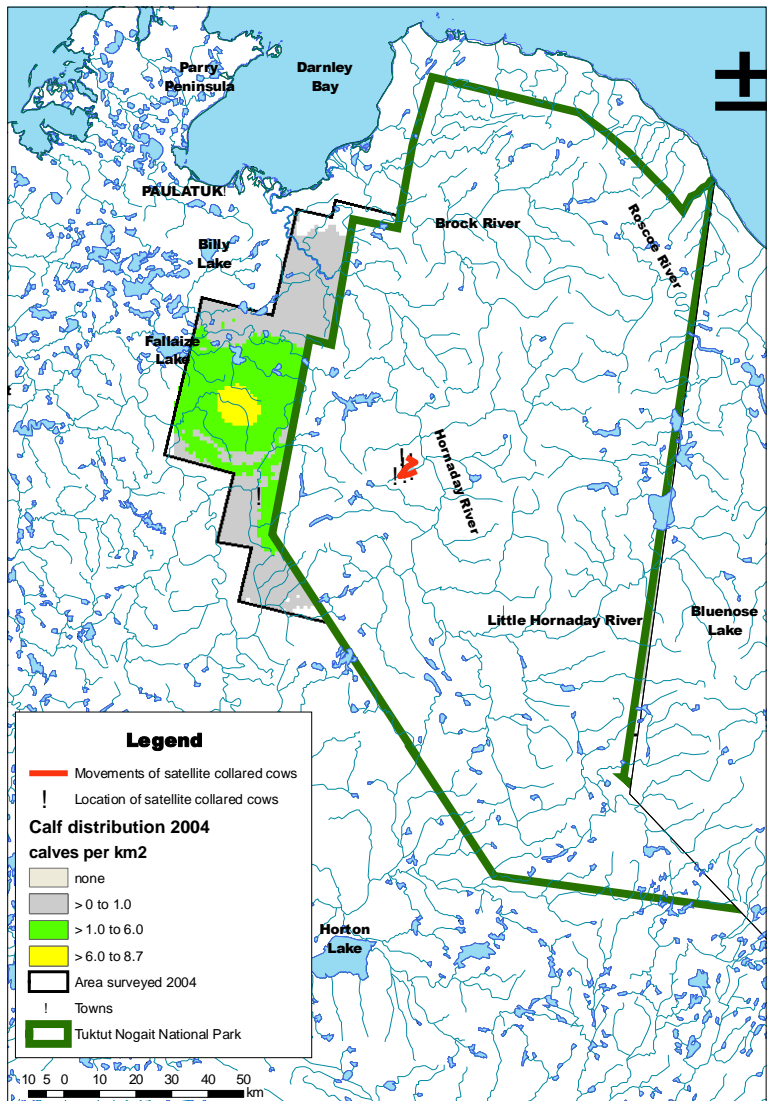 Parry
Peninsula
Darnley
Bay
PAULATUK!
Billy
Lake
Brock River
Roscoe River
Fallaize
Lake
t
!
Hornaday River
Little Hornaday River
Bluenose
Lake
Legend
Movements of satellite collared cows
! Location of satellite collared cows
Calf distribution 2004
calves per km2
none
> 0 to 1.0
> 1.0 to 6.0
> 6.0 to 8.7
Area surveyed 2004
! Towns
Tuktut Nogait National Park
Horton
Lake
10 5 0 10 20 30 40 50
km